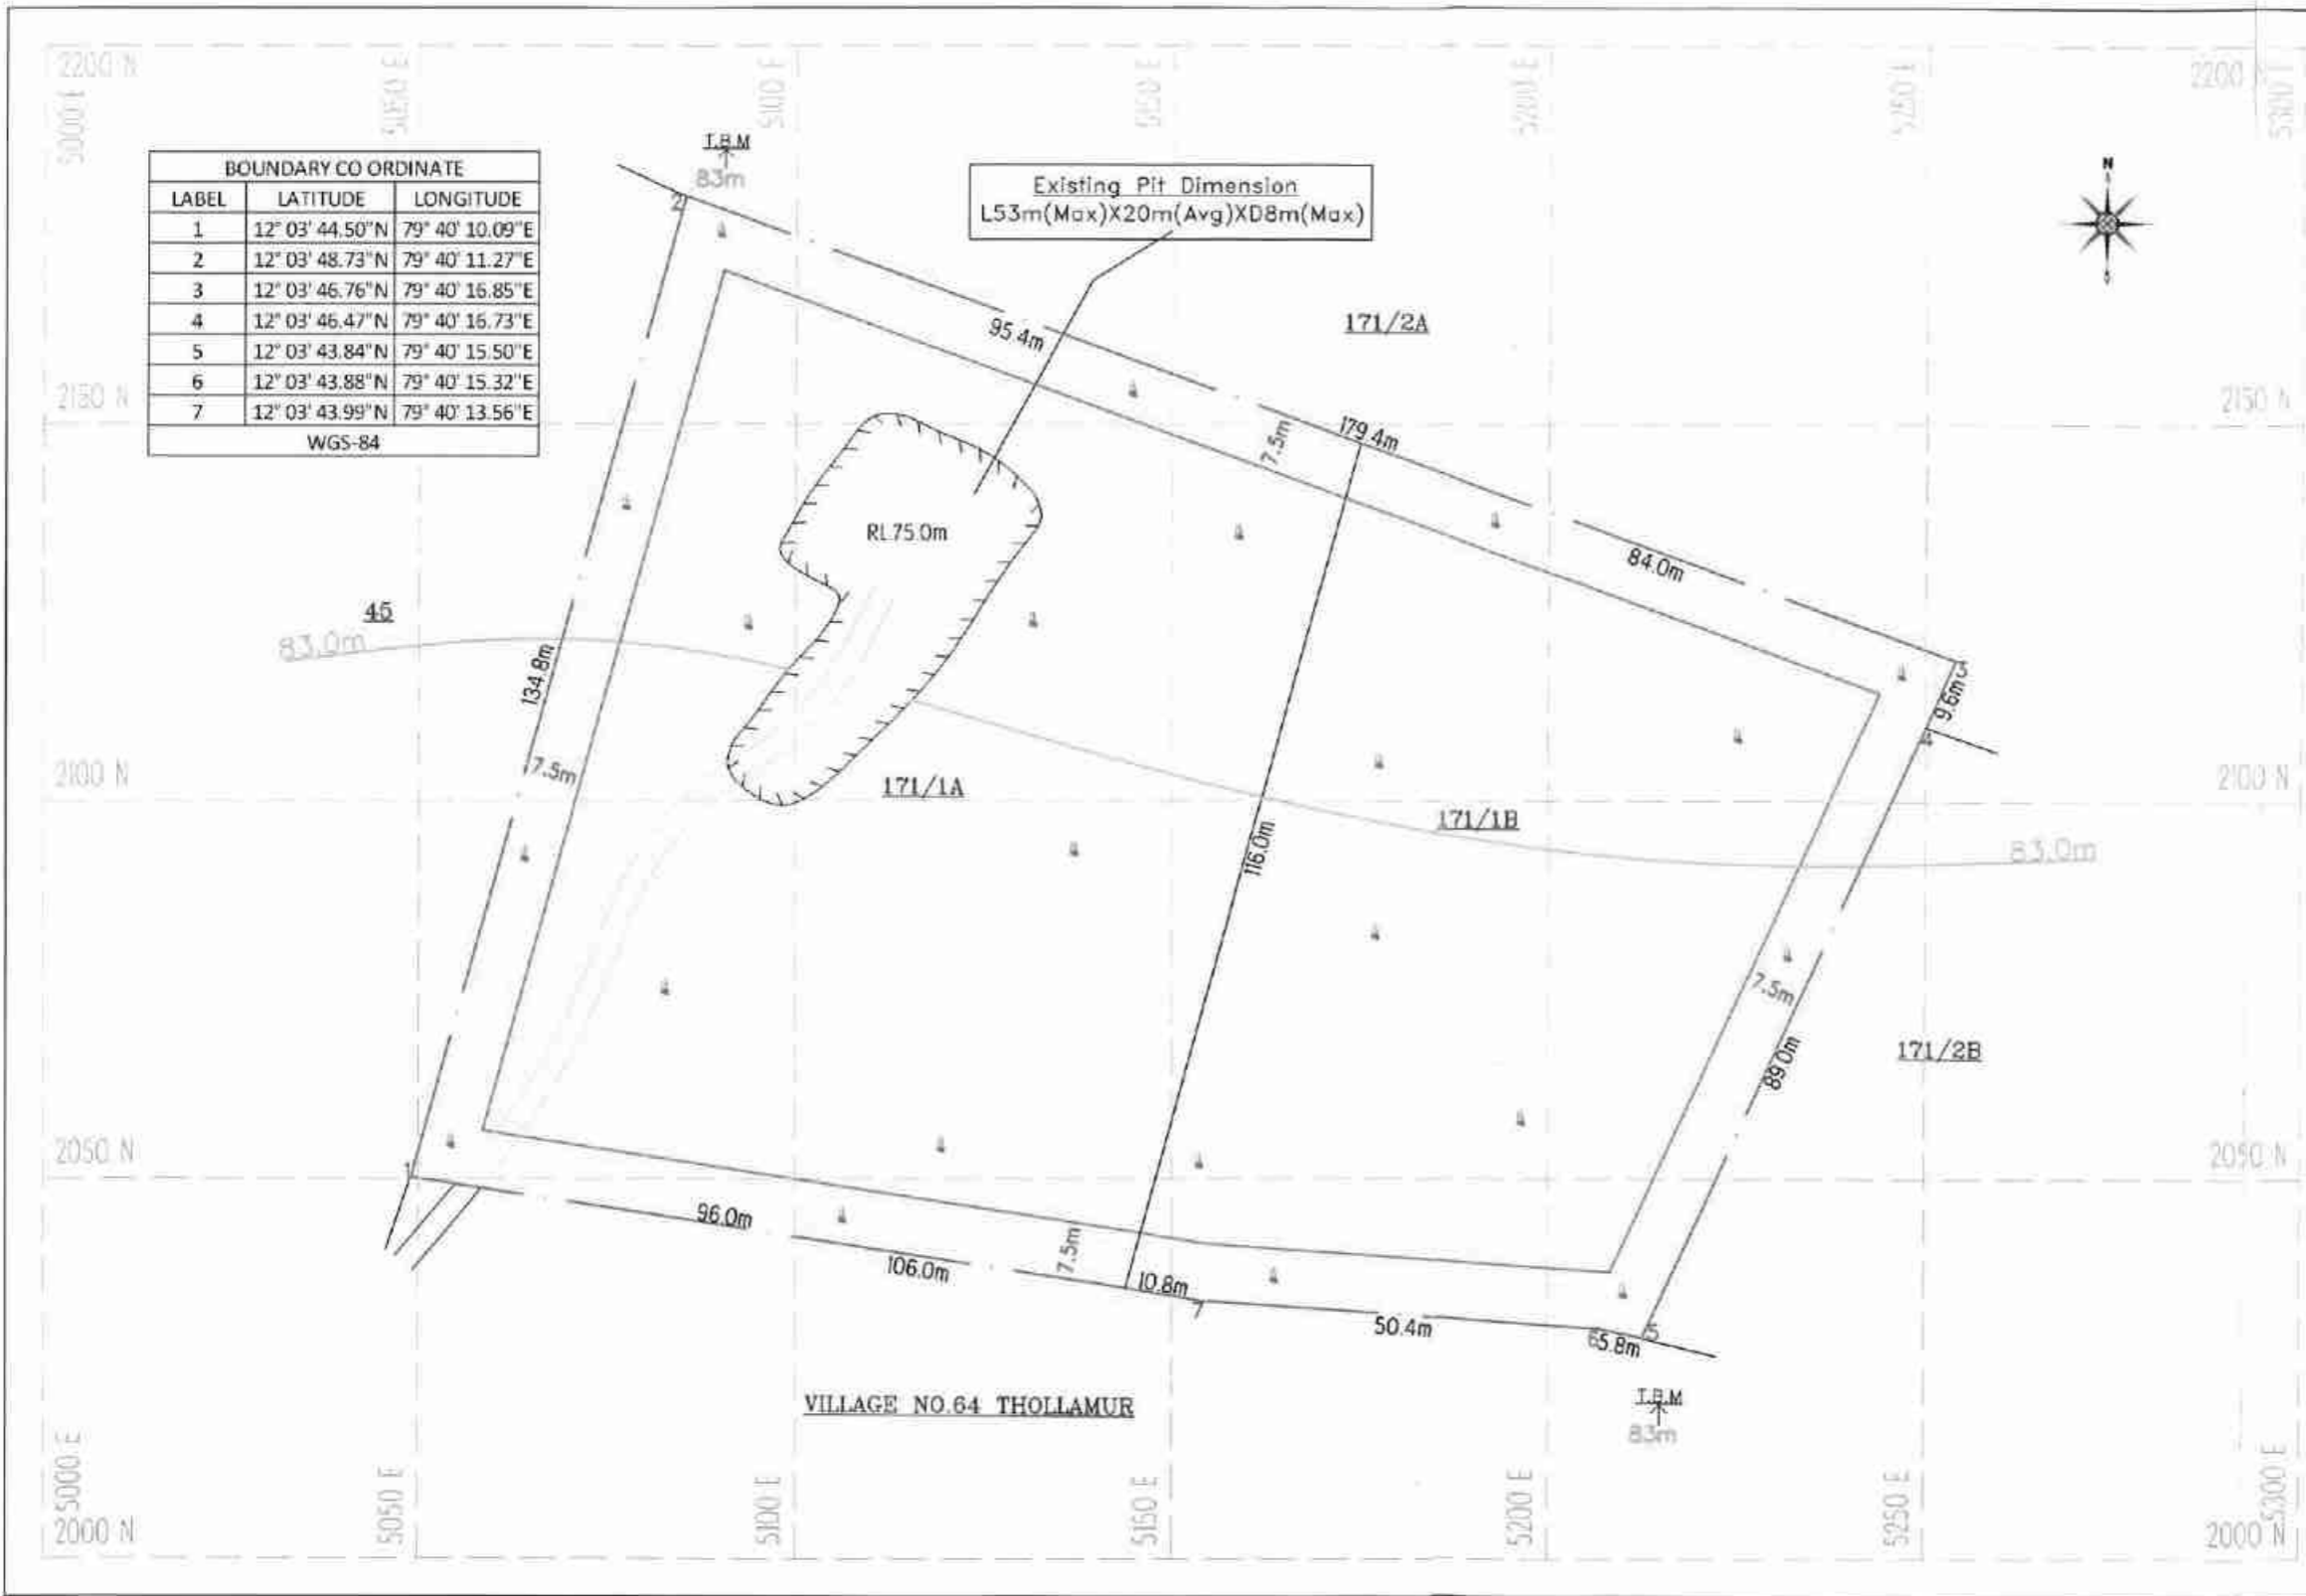 2200 N
5000 E
5050 E
5100 E
5150 E
5200 E
5250 E
2200 N
5300 E
BOUNDARY CO ORDINATE
LABEL LATITUDE LONGITUDE
1 12° 03' 44.50"N 79° 40' 10.09"E
2 12° 03' 48.73"N 79° 40' 11.27"E
3 12° 03' 46.76"N 79° 40' 16.85"E
4 12° 03' 46.47"N 79° 40' 16.73"E
5 12° 03' 43.84"N 79° 40' 15.50"E
6 12° 03' 43.88"N 79° 40' 15.32"E
7 12° 03' 43.99"N 79° 40' 13.56"E
WGS-84
T.B.M
83m
2
Existing Pit Dimension
L53m(Max)X20m(Avg)XD8m(Max)
N
S
171/2A
95.4m
2150 N
2150 N
179.4m
7.5m
RL75.0m
84.0m
45
83.0m
134.8m
3
9.6m
4
7.5m
2100 N
171/1A
2100 N
171/1B
116.0m
83.0m
7.5m
89.0m
171/2B
2050 N
2050 N
1
96.0m
106.0m
7.5m
10.8m
7
50.4m
65.8m
5
VILLAGE NO.64 THOLLAMUR
T.B.M
83m
5000 E
5050 E
5100 E
5150 E
5200 E
5250 E
5300 E
2000 N
2000 N